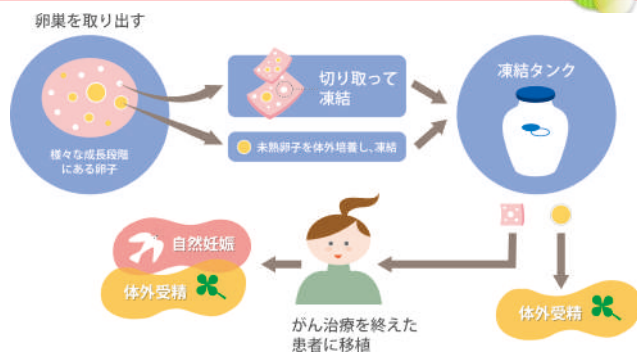 卵巣を取り出す
様々な成長段階
にある卵子
切り取って
凍結
未熟卵子を体外培養し、凍結
凍結タンク
自然妊娠
体外受精
がん治療を終えた
患者に移植
体外受精